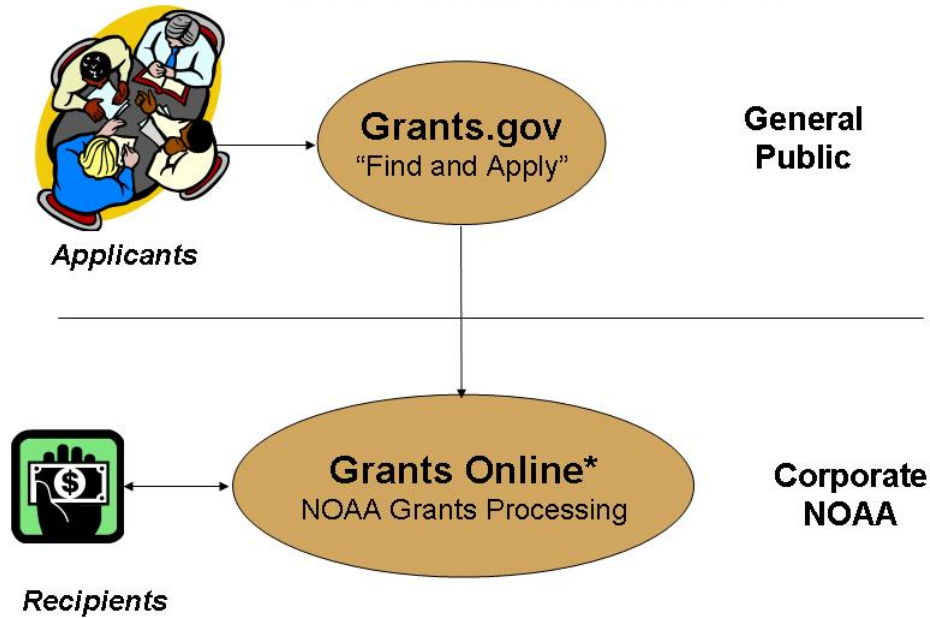 Grants.gov
“Find and Apply”
General
Public
Applicants
Grants Online*
NOAA Grants Processing
Corporate
NOAA
$
Recipients